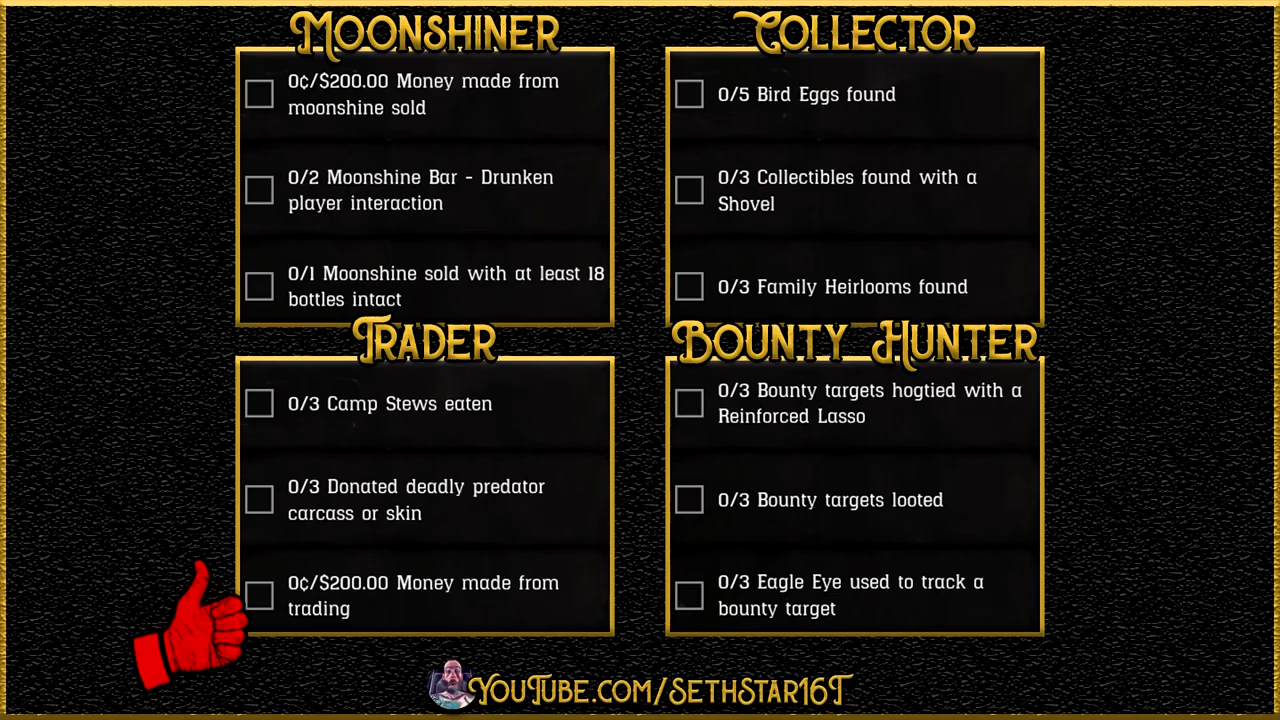 Moonshiner
0¢/$200.00 Money made from
moonshine sold
0/2 Moonshine Bar - Drunken
player interaction
0/1 Moonshine sold with at least 18
bottles intact
Collector
0/5 Bird Eggs found
0/3 Collectibles found with a
Shovel
0/3 Family Heirlooms found
Trader
0/3 Camp Stews eaten
0/3 Donated deadly predator
carcass or skin
0¢/$200.00 Money made from
trading
Bounty Hunter
0/3 Bounty targets hogtied with a
Reinforced Lasso
0/3 Bounty targets looted
0/3 Eagle Eye used to track a
bounty target
YouTube.com/SethStar16T